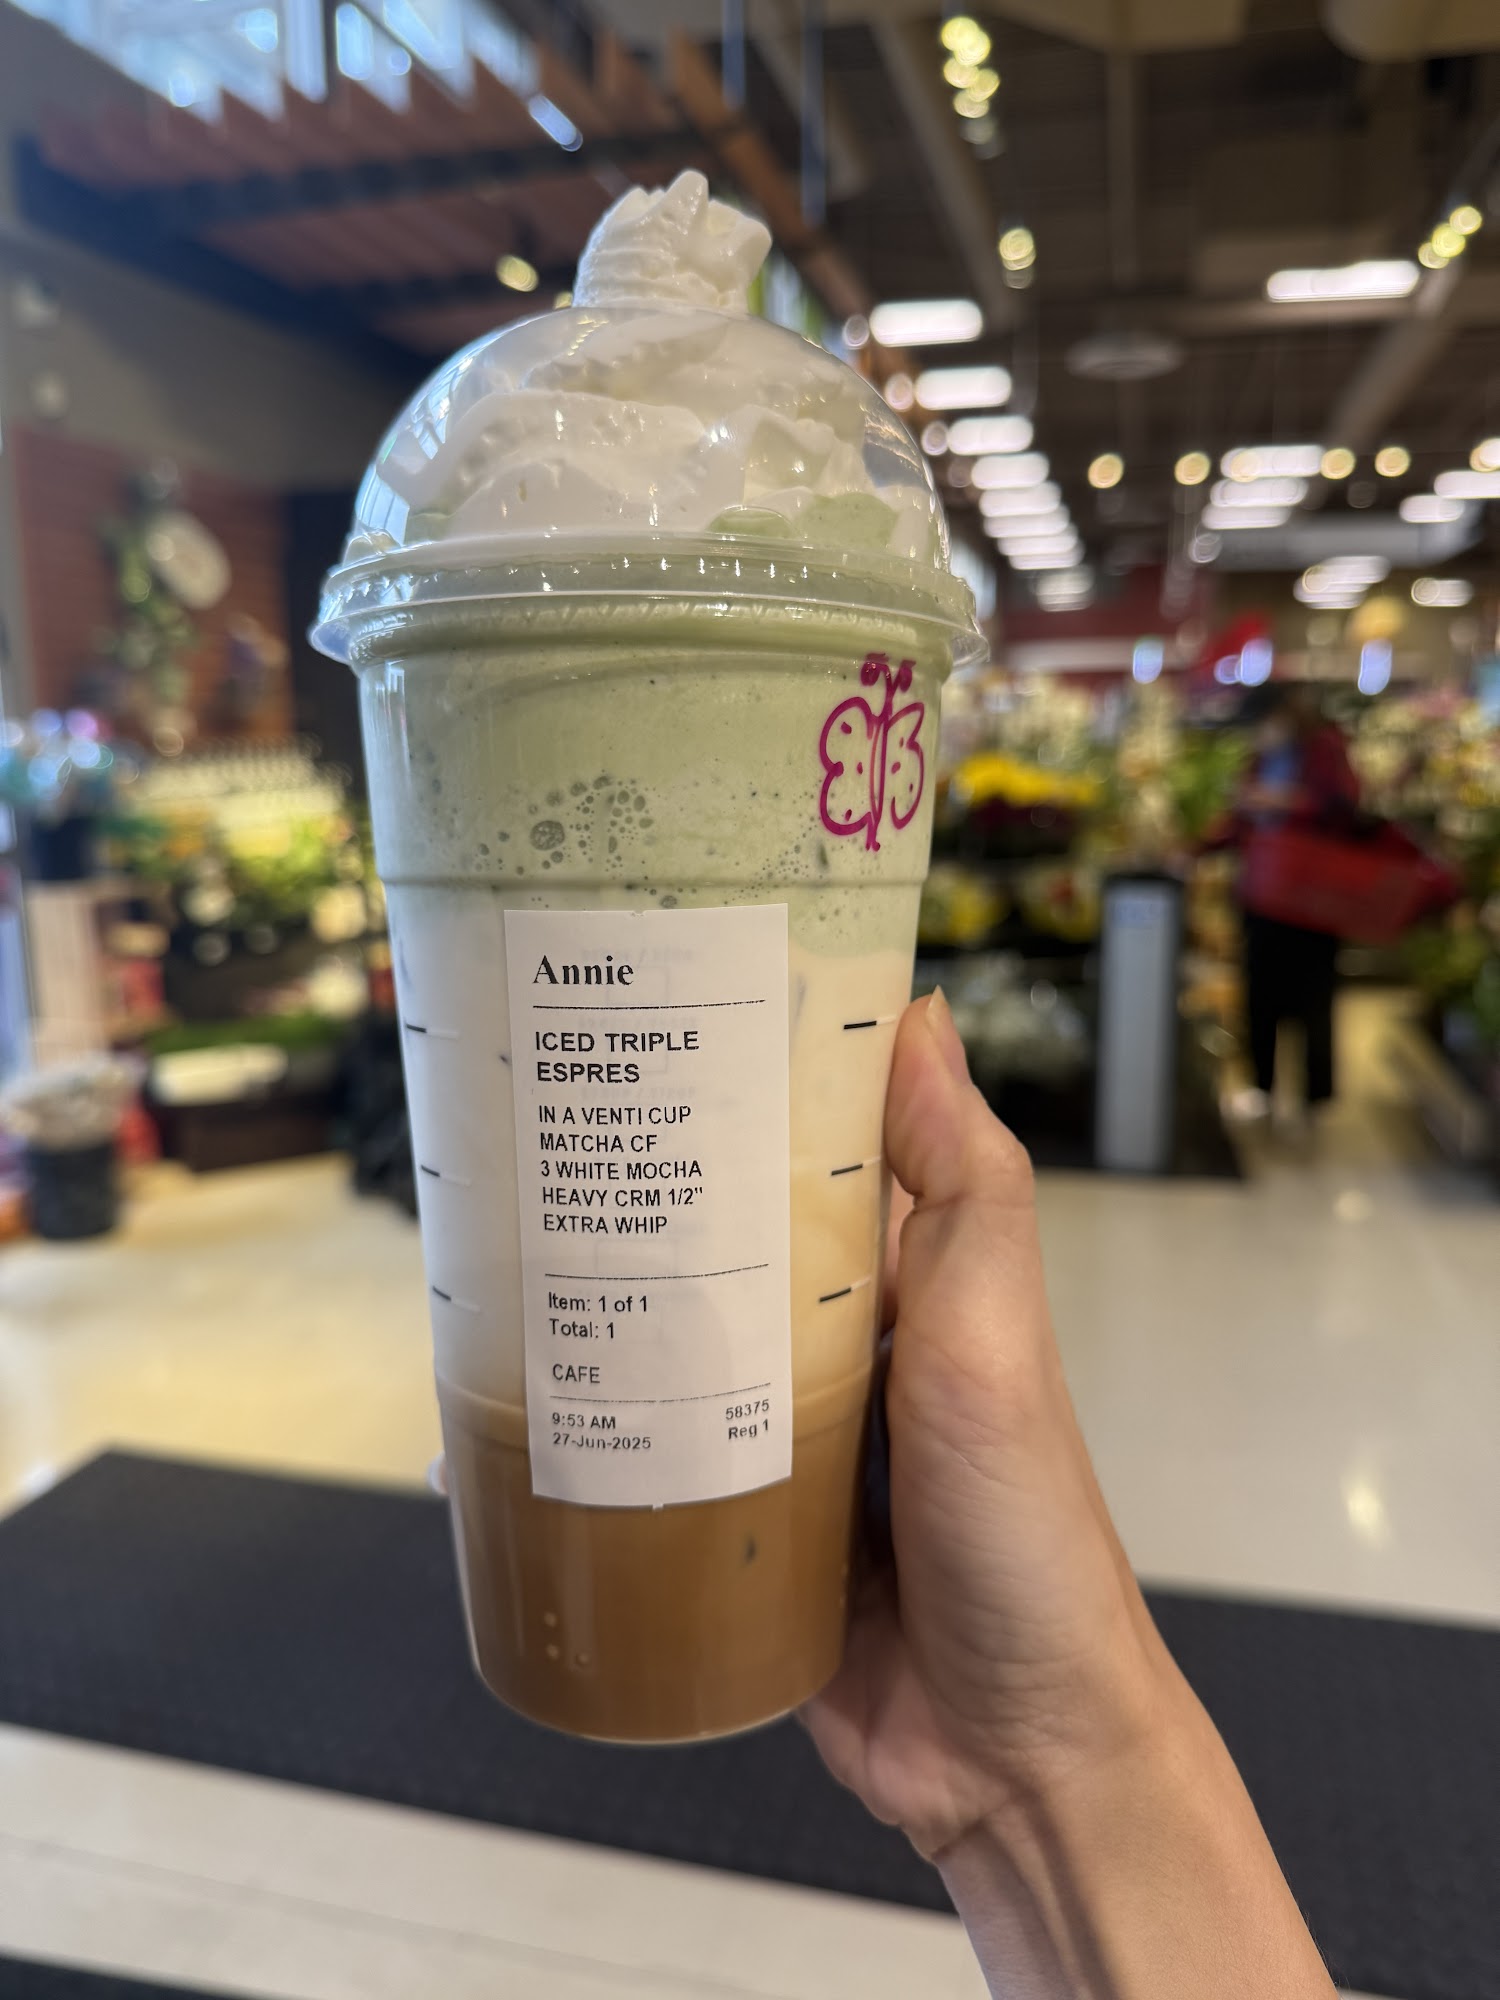 Annie
ICED TRIPLE
ESPRES
IN A VENTI CUP
MATCHA CF
3 WHITE MOCHA
HEAVY CRM 1/2"
EXTRA WHIP
Item: 1 of 1
Total: 1
CAFE
9:53 AM 58375
27-Jun-2025 Reg 1